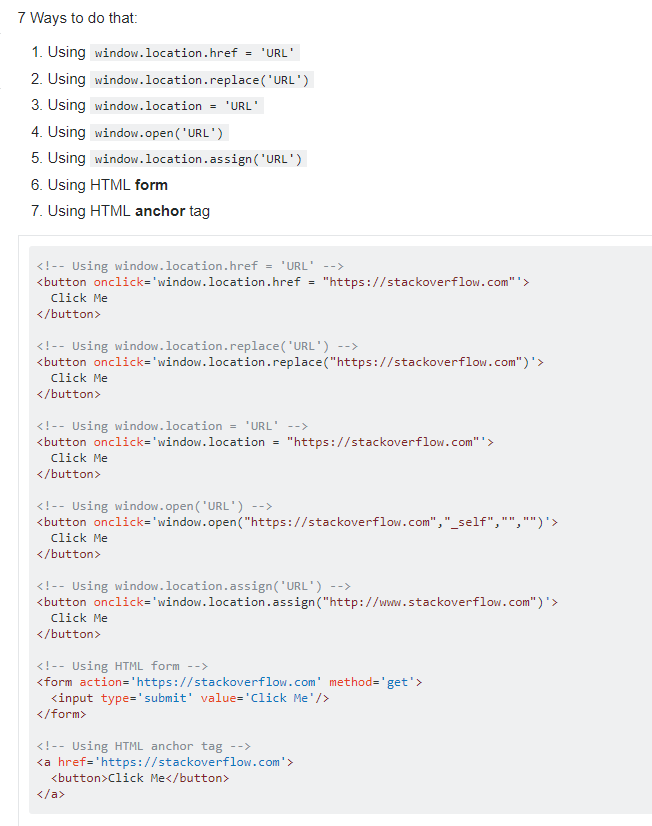 7 Ways to do that:
1. Using window.location.href = 'URL'
2. Using window.location.replace('URL')
3. Using window.location = 'URL'
4. Using window.open('URL')
5. Using window.location.assign('URL')
6. Using HTML form
7. Using HTML anchor tag
<!-- Using window.location.href = 'URL' -->
<button onclick='window.location.href = "https://stackoverflow.com"'>
  Click Me
</button>
<!-- Using window.location.replace('URL') -->
<button onclick='window.location.replace("https://stackoverflow.com")'>
  Click Me
</button>
<!-- Using window.location = 'URL' -->
<button onclick='window.location = "https://stackoverflow.com"'>
  Click Me
</button>
<!-- Using window.open('URL') -->
<button onclick='window.open("https://stackoverflow.com","_self","","")'>
  Click Me
</button>
<!-- Using window.location.assign('URL') -->
<button onclick='window.location.assign("http://www.stackoverflow.com")'>
  Click Me
</button>
<!-- Using HTML form -->
<form action='https://stackoverflow.com' method='get'>
  <input type='submit' value='Click Me'/>
</form>
<!-- Using HTML anchor tag -->
<a href='https://stackoverflow.com'>
  <button>Click Me</button>
</a>